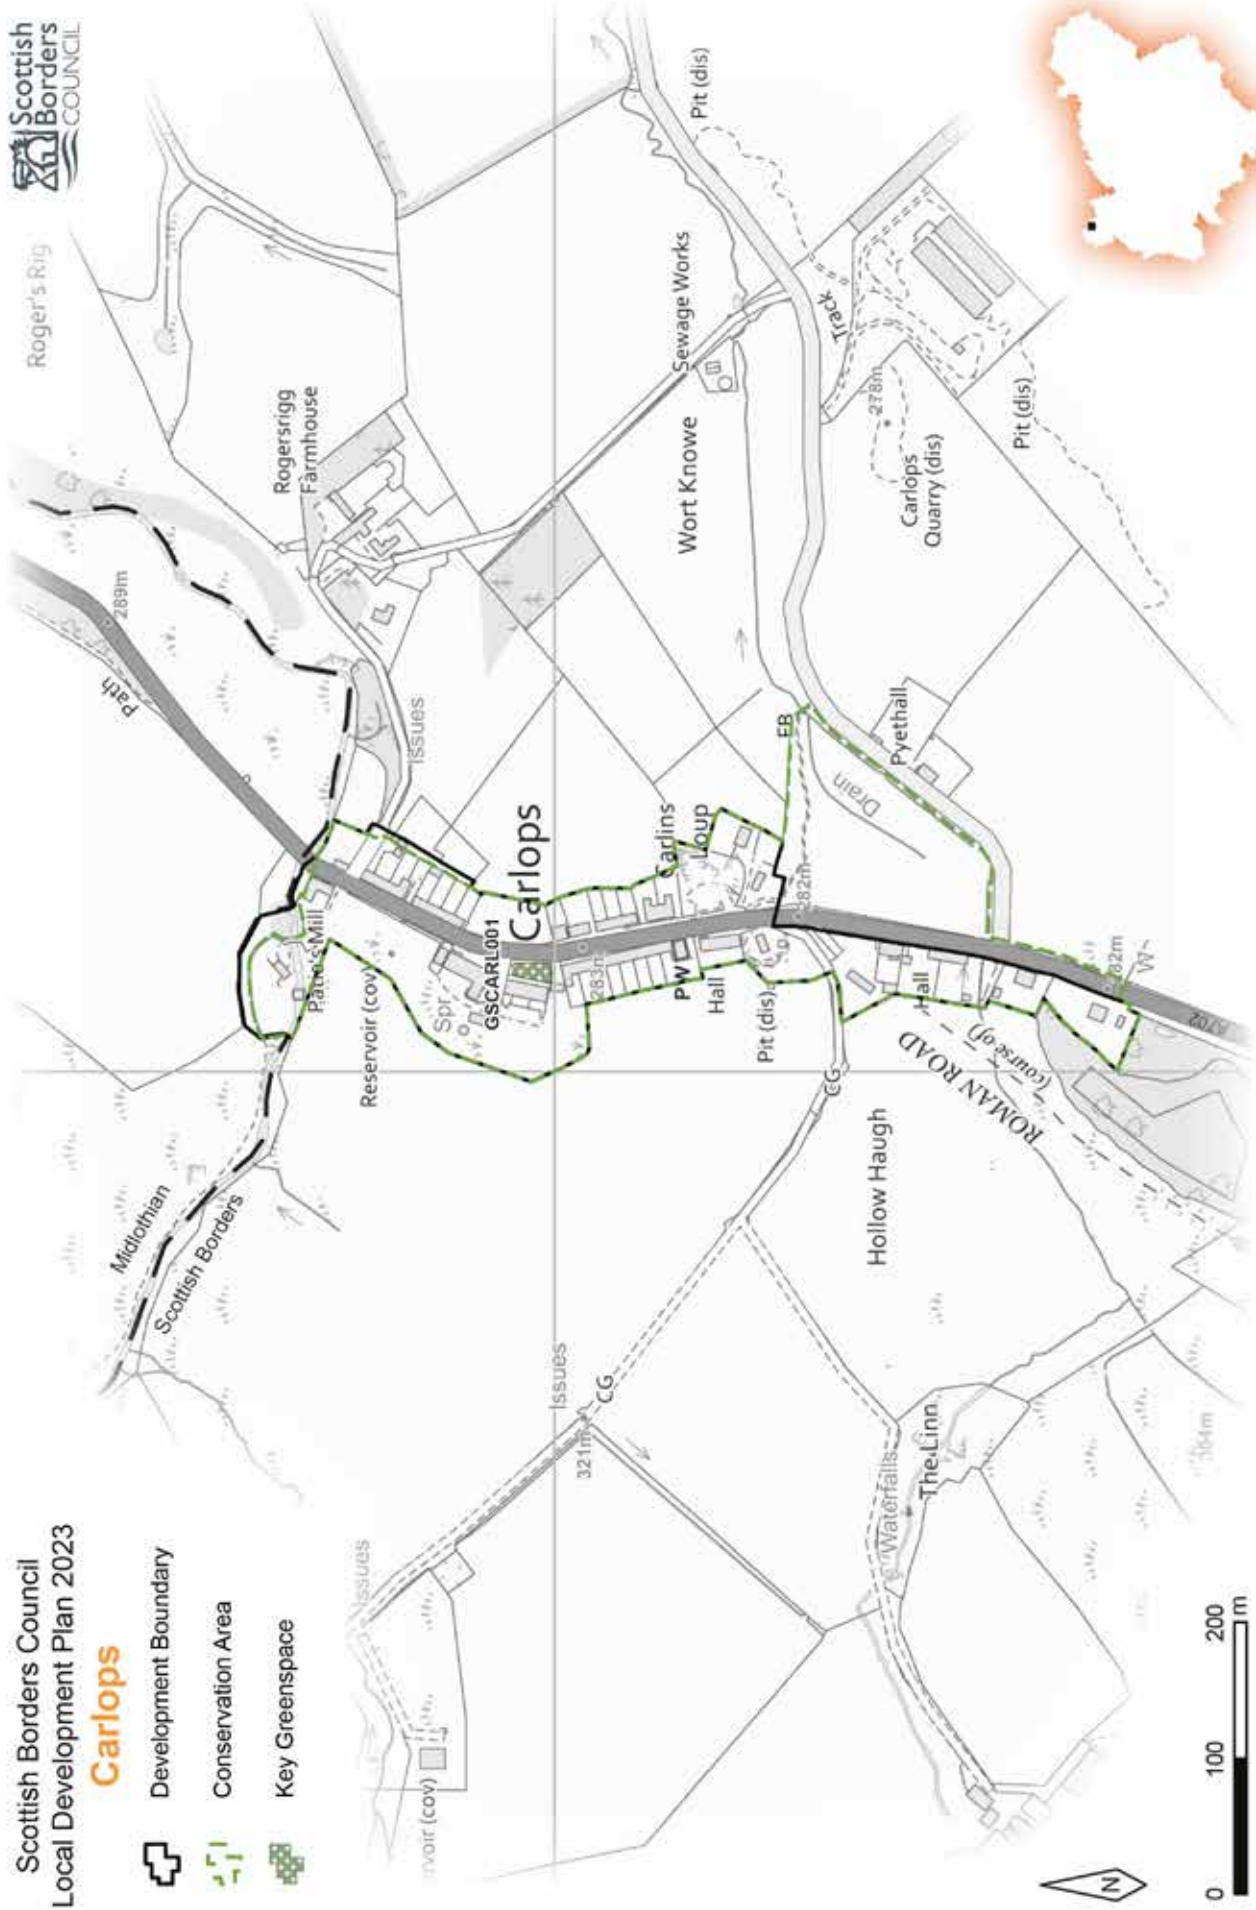 Scottish Borders Council
Local Development Plan 2023
Carlops
Development Boundary
Conservation Area
Key Greenspace
Scottish
Borders
COUNCIL
Roger's Rig
Midlothian
Scottish Borders
Path
289m
Rogersrigg
Farmhouse
Issues
Patie's Mill
Reservoir (cov)
Spr
GSCARL001
Carlops
283m
Issues
rvoir (cov)
Issues
CG
321m
Carlins
Loup
PW
Hall
Pit (dis)
282m
FB
Drain
Pyethall
Wort Knowe
Sewage Works
Pit (dis)
Track
278m
Carlops
Quarry (dis)
Pit (dis)
CG
Hollow Haugh
Hall
ROMAN ROAD
(course of)
282m
W
A702
Waterfalls
The Linn
304m
N
0
100
200
m